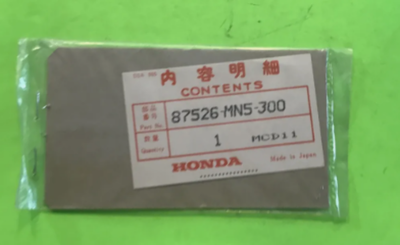 内容明細
CONTENTS
部品番号 Part No. 87526-MN5-300
数量 Quantity 1 MCD11
HONDA Made in Japan